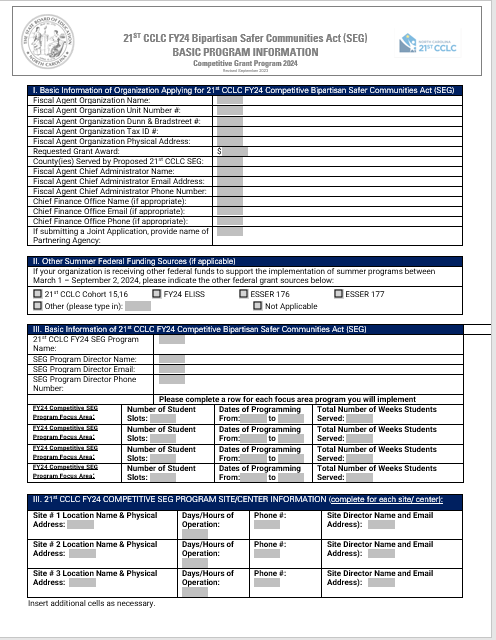 21ST CCLC FY24 Bipartisan Safer Communities Act (SEG)
BASIC PROGRAM INFORMATION
Competitive Grant Program 2024
Revised September 2023
NORTH CAROLINA
21ST CCLC
I. Basic Information of Organization Applying for 21st CCLC FY24 Competitive Bipartisan Safer Communities Act (SEG)
Fiscal Agent Organization Name:
Fiscal Agent Organization Unit Number #:
Fiscal Agent Organization Dunn & Bradstreet #:
Fiscal Agent Organization Tax ID #:
Fiscal Agent Organization Physical Address:
Requested Grant Award: $
County(ies) Served by Proposed 21st CCLC SEG:
Fiscal Agent Chief Administrator Name:
Fiscal Agent Chief Administrator Email Address:
Fiscal Agent Chief Administrator Phone Number:
Chief Finance Office Name (if appropriate):
Chief Finance Office Email (if appropriate):
Chief Finance Office Phone (if appropriate):
If submitting a Joint Application, provide name of
Partnering Agency:
II. Other Summer Federal Funding Sources (if applicable)
If your organization is receiving other federal funds to support the implementation of summer programs between
March 1 – September 2, 2024, please indicate the other federal grant sources below:
21st CCLC Cohort 15,16 FY24 ELISS ESSER 176 ESSER 177
Other (please type in): Not Applicable
III. Basic Information of 21st CCLC FY24 Competitive Bipartisan Safer Communities Act (SEG)
21st CCLC FY24 SEG Program
Name:
SEG Program Director Name:
SEG Program Director Email:
SEG Program Director Phone
Number:
Please complete a row for each focus area program you will implement
FY24 Competitive SEG Number of Student Dates of Programming Total Number of Weeks Students
Program Focus Area: Slots: From: to Served:
FY24 Competitive SEG Number of Student Dates of Programming Total Number of Weeks Students
Program Focus Area: Slots: From: to Served:
FY24 Competitive SEG Number of Student Dates of Programming Total Number of Weeks Students
Program Focus Area: Slots: From: to Served:
FY24 Competitive SEG Number of Student Dates of Programming Total Number of Weeks Students
Program Focus Area: Slots: From: to Served:
III. 21st CCLC FY24 COMPETITIVE SEG PROGRAM SITE/CENTER INFORMATION (complete for each site/ center):
Site # 1 Location Name & Physical Days/Hours of Phone #: Site Director Name and Email
Address: Operation: Address):
Site # 2 Location Name & Physical Days/Hours of Phone #: Site Director Name and Email
Address: Operation: Address):
Site # 3 Location Name & Physical Days/Hours of Phone #: Site Director Name and Email
Address: Operation: Address):
Insert additional cells as necessary.